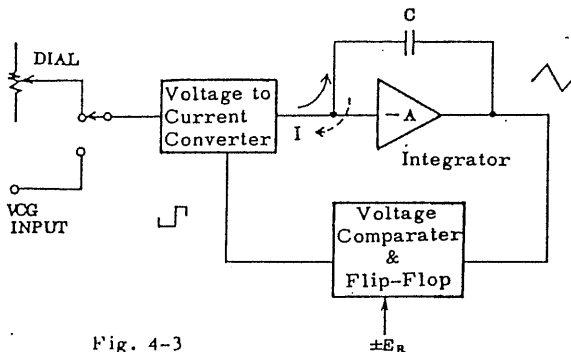 C
DIAL
Voltage to
Current
Converter
I
-A
Integrator
VCG
INPUT
Voltage
Comparater
&
Flip-Flop
Fig. 4-3
±E_R